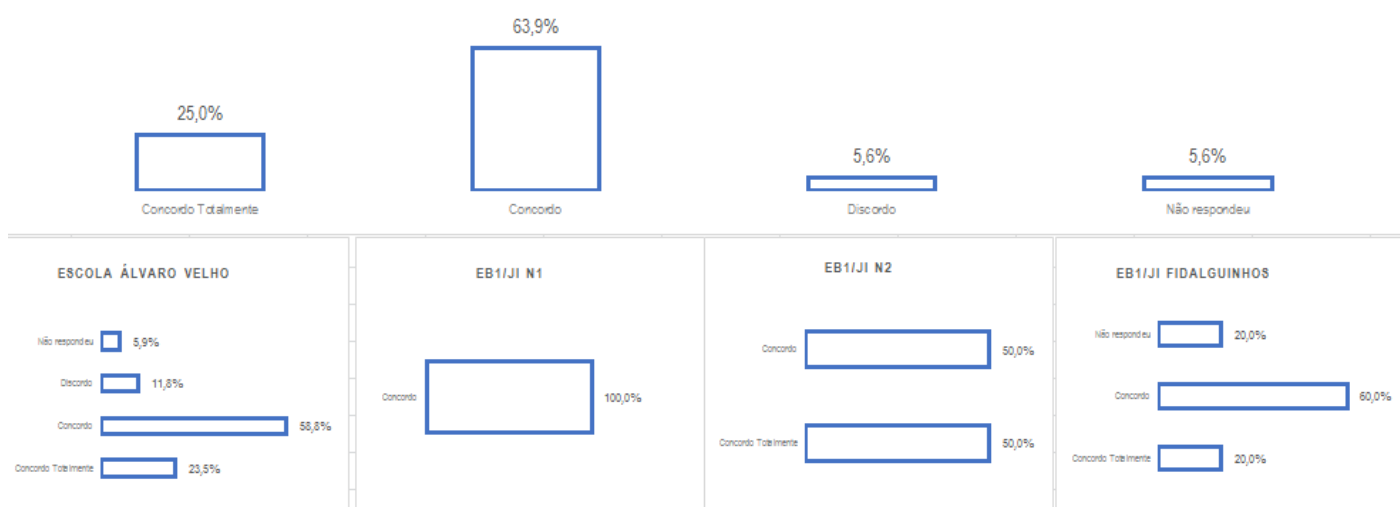 63,9%
25,0%
5,6%
5,6%
Concordo Totalmente
Concordo
Discordo
Não respondeu
ESCOLA ÁLVARO VELHO
Não respondeu
5,9%
Discordo
11,8%
Concordo
58,8%
Concordo Totalmente
23,5%
EB1/JI N1
Concordo
100,0%
EB1/JI N2
Concordo
50,0%
Concordo Totalmente
50,0%
EB1/JI FIDALGUINHOS
Não respondeu
20,0%
Concordo
60,0%
Concordo Totalmente
20,0%